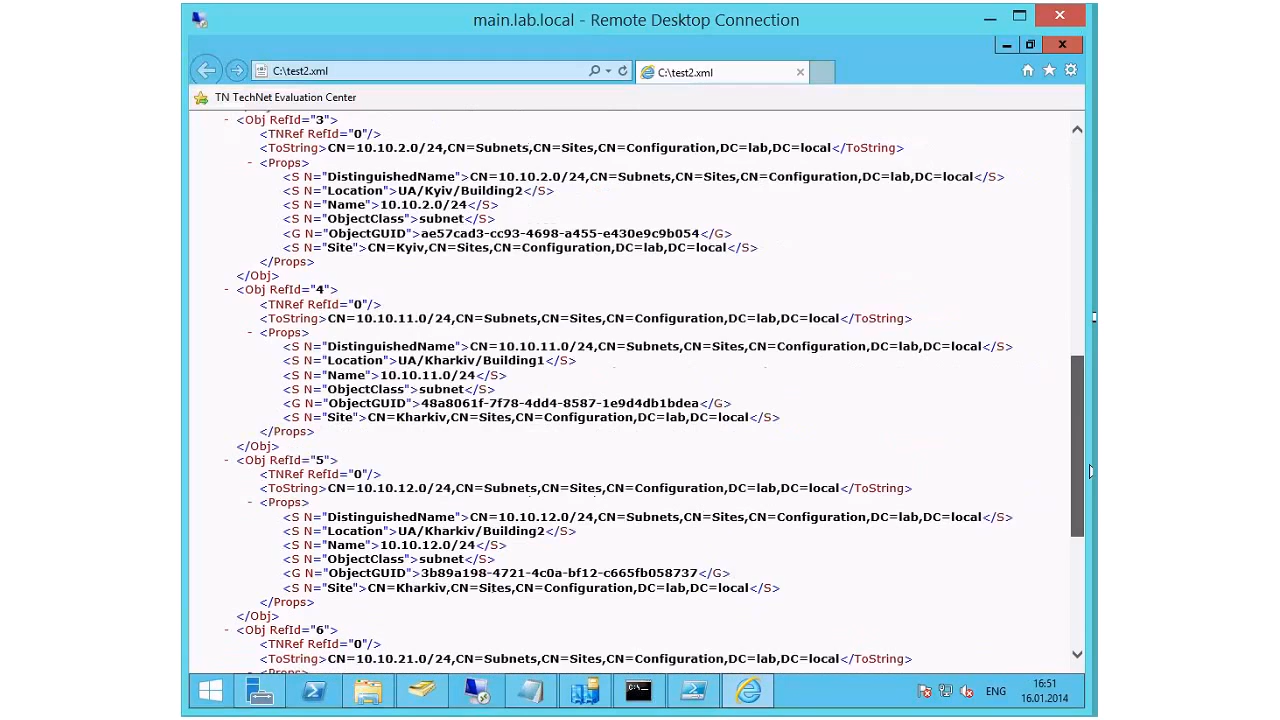 main.lab.local - Remote Desktop Connection
C:\test2.xml
C:\test2.xml
TN TechNet Evaluation Center
- <Obj RefId="3">
<TNRef RefId="0"/>
<ToString>CN=10.10.2.0/24,CN=Subnets,CN=Sites,CN=Configuration,DC=lab,DC=local</ToString>
- <Props>
<S N="DistinguishedName">CN=10.10.2.0/24,CN=Subnets,CN=Sites,CN=Configuration,DC=lab,DC=local</S>
<S N="Location">UA/Kyiv/Building2</S>
<S N="Name">10.10.2.0/24</S>
<S N="ObjectClass">subnet</S>
<G N="ObjectGUID">ae57cad3-cc93-4698-a455-e430e9c9b054</G>
<S N="Site">CN=Kyiv,CN=Sites,CN=Configuration,DC=lab,DC=local</S>
</Props>
</Obj>
- <Obj RefId="4">
<TNRef RefId="0"/>
<ToString>CN=10.10.11.0/24,CN=Subnets,CN=Sites,CN=Configuration,DC=lab,DC=local</ToString>
- <Props>
<S N="DistinguishedName">CN=10.10.11.0/24,CN=Subnets,CN=Sites,CN=Configuration,DC=lab,DC=local</S>
<S N="Location">UA/Kharkiv/Building1</S>
<S N="Name">10.10.11.0/24</S>
<S N="ObjectClass">subnet</S>
<G N="ObjectGUID">48a8061f-7f78-4dd4-8587-1e9d4db1bdea</G>
<S N="Site">CN=Kharkiv,CN=Sites,CN=Configuration,DC=lab,DC=local</S>
</Props>
</Obj>
- <Obj RefId="5">
<TNRef RefId="0"/>
<ToString>CN=10.10.12.0/24,CN=Subnets,CN=Sites,CN=Configuration,DC=lab,DC=local</ToString>
- <Props>
<S N="DistinguishedName">CN=10.10.12.0/24,CN=Subnets,CN=Sites,CN=Configuration,DC=lab,DC=local</S>
<S N="Location">UA/Kharkiv/Building2</S>
<S N="Name">10.10.12.0/24</S>
<S N="ObjectClass">subnet</S>
<G N="ObjectGUID">3b89a198-4721-4c0a-bf12-c665fb058737</G>
<S N="Site">CN=Kharkiv,CN=Sites,CN=Configuration,DC=lab,DC=local</S>
</Props>
</Obj>
- <Obj RefId="6">
<TNRef RefId="0"/>
<ToString>CN=10.10.21.0/24,CN=Subnets,CN=Sites,CN=Configuration,DC=lab,DC=local</ToString>
ENG
16:51
16.01.2014